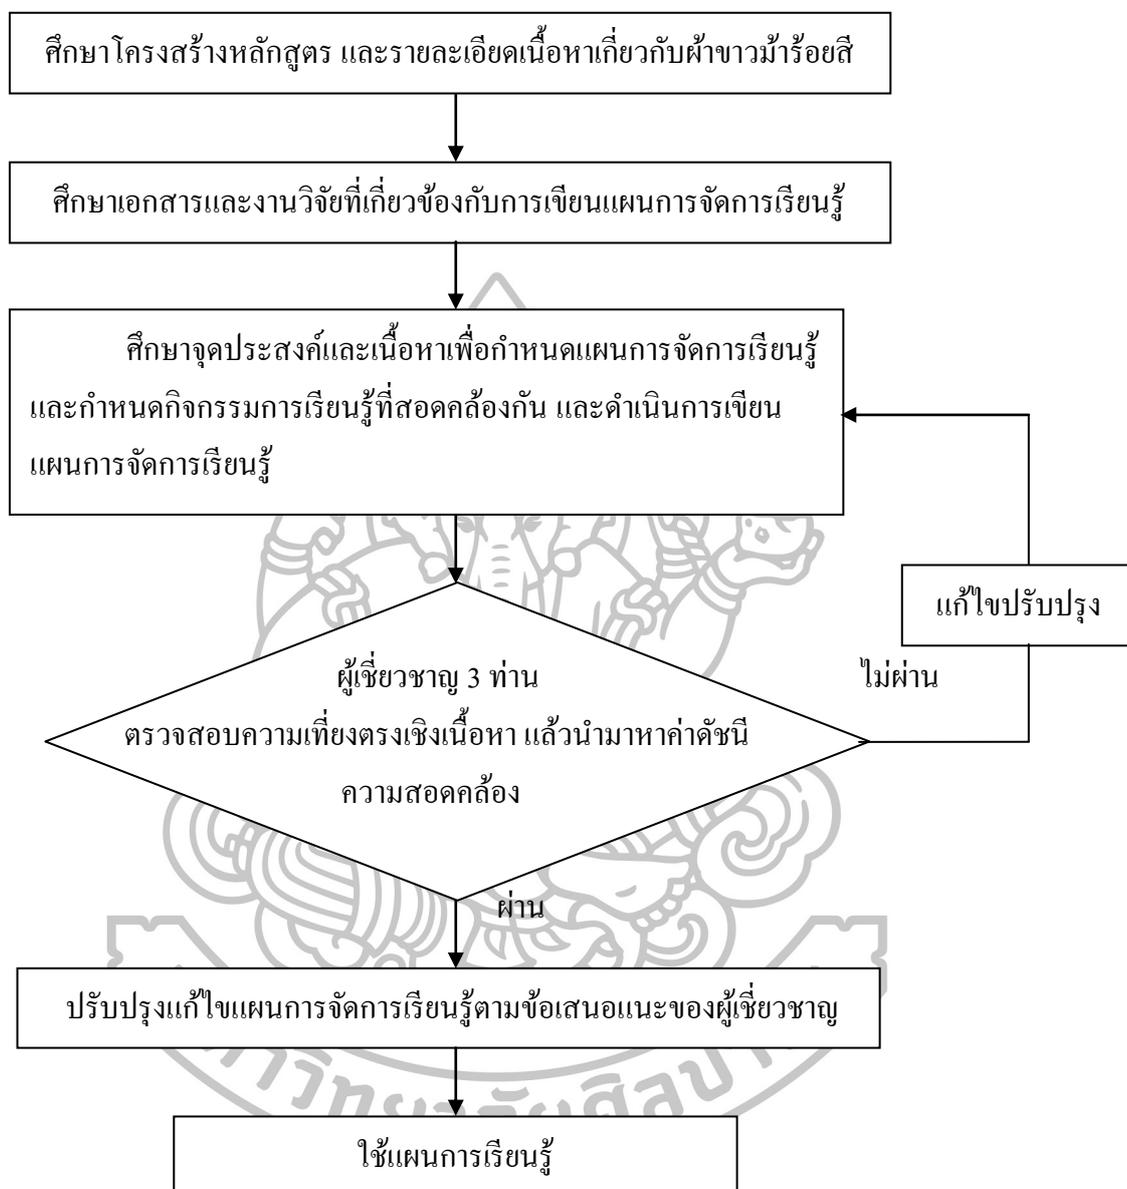 ศึกษาโครงสร้างหลักสูตร และรายละเอียดเนื้อหาเกี่ยวกับผ้าขาวม้าร้อยสี
ศึกษาเอกสารและงานวิจัยที่เกี่ยวข้องกับการเขียนแผนการจัดการเรียนรู้
ศึกษาจุดประสงค์และเนื้อหาเพื่อกำหนดแผนการจัดการเรียนรู้
และกำหนดกิจกรรมการเรียนรู้ที่สอดคล้องกัน และดำเนินการเขียน
แผนการจัดการเรียนรู้
แก้ไขปรับปรุง
ไม่ผ่าน
ผู้เชี่ยวชาญ 3 ท่าน
ตรวจสอบความเที่ยงตรงเชิงเนื้อหา แล้วนำมาหาค่าดัชนี
ความสอดคล้อง
ผ่าน
ปรับปรุงแก้ไขแผนการจัดการเรียนรู้ตามข้อเสนอแนะของผู้เชี่ยวชาญ
ใช้แผนการเรียนรู้